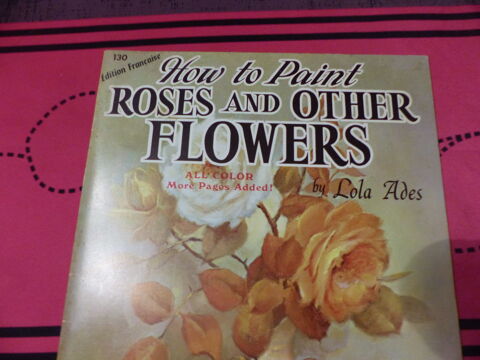 130
Edition Française
How to Paint
ROSES AND OTHER
FLOWERS
ALL COLOR
More Pages Added!
by Lola Ades